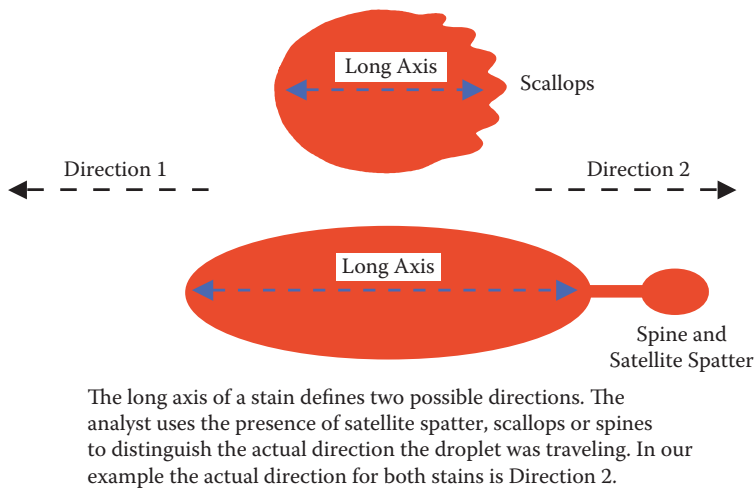 Long Axis
Scallops
Direction 1
Direction 2
Long Axis
Spine and
Satellite Spatter
The long axis of a stain defines two possible directions. The
analyst uses the presence of satellite spatter, scallops or spines
to distinguish the actual direction the droplet was traveling. In our
example the actual direction for both stains is Direction 2.